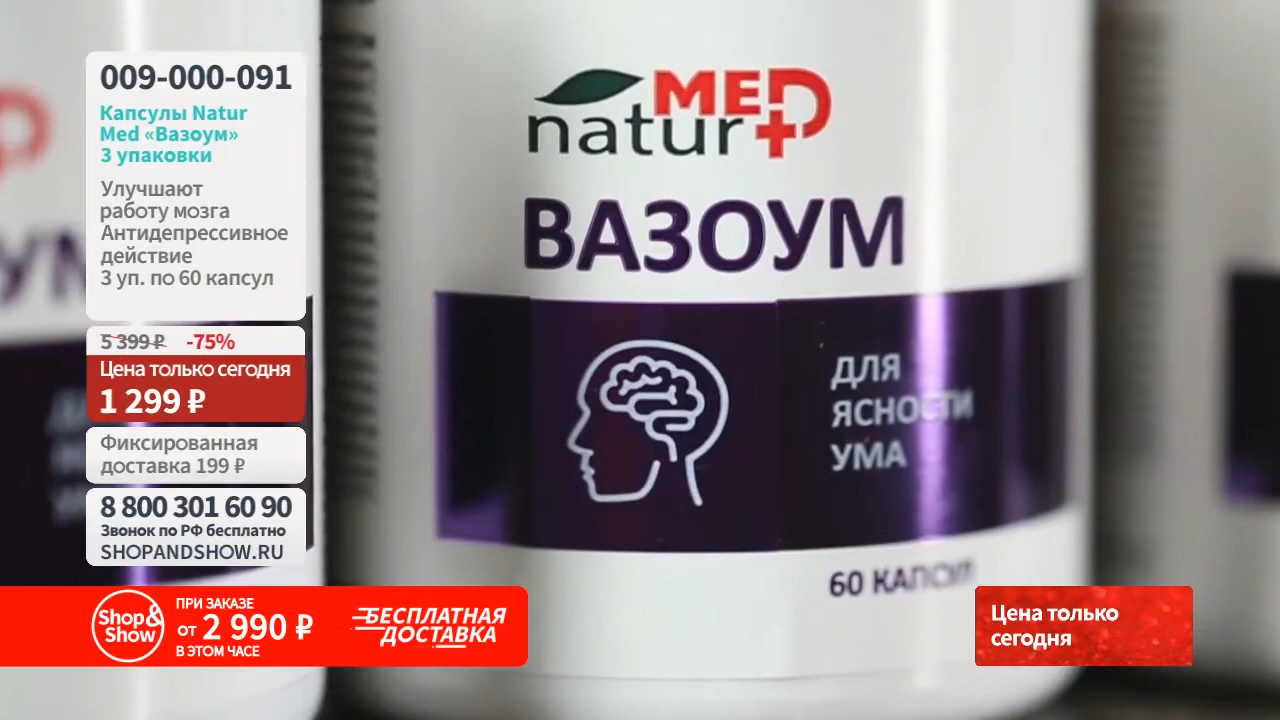 009-000-091
Капсулы Natur
Med «Вазоум»
3 упаковки
Улучшают
работу мозга
Антидепрессивное
действие
3 уп. по 60 капсул
5 399 ₽ -75%
Цена только сегодня
1 299 ₽
Фиксированная
доставка 199 ₽
8 800 301 60 90
Звонок по РФ бесплатно
SHOPANDSHOW.RU
natur MED
ВАЗОУМ
ДЛЯ
ЯСНОСТИ
УМА
60 КАПСУЛ
Shop&
Show
ПРИ ЗАКАЗЕ
от 2 990 ₽
В ЭТОМ ЧАСЕ
БЕСПЛАТНАЯ
ДОСТАВКА
Цена только
сегодня